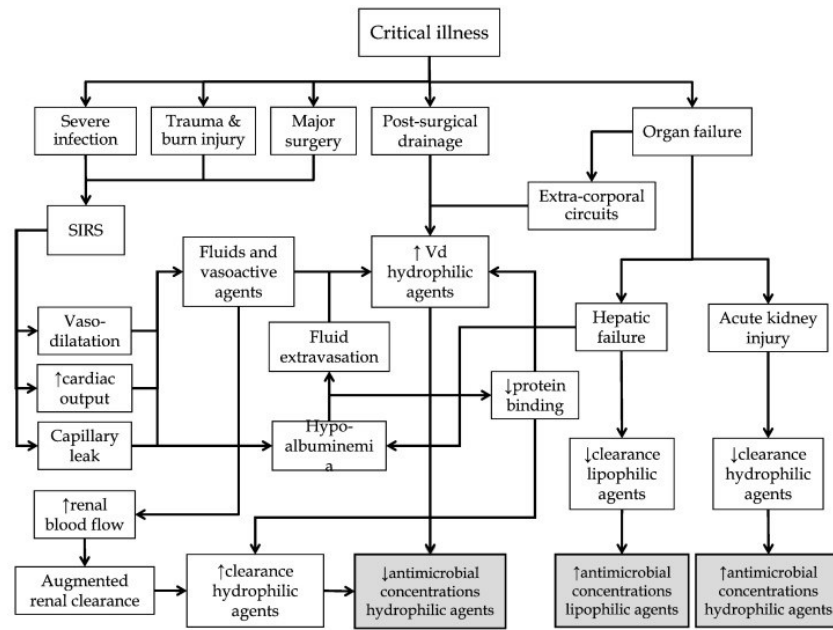 Critical illness
Severe
infection
Trauma &
burn injury
Major
surgery
Post-surgical
drainage
Organ failure
Extra-corporal
circuits
SIRS
Fluids and
vasoactive
agents
↑ Vd
hydrophilic
agents
Vaso-
dilatation
Fluid
extravasation
Hepatic
failure
Acute kidney
injury
↑cardiac
output
↓protein
binding
Capillary
leak
Hypo-
albuminemi
a
↓clearance
lipophilic
agents
↓clearance
hydrophilic
agents
↑renal
blood flow
Augmented
renal clearance
↑clearance
hydrophilic
agents
↓antimicrobial
concentrations
hydrophilic agents
↑antimicrobial
concentrations
lipophilic agents
↑antimicrobial
concentrations
hydrophilic agents